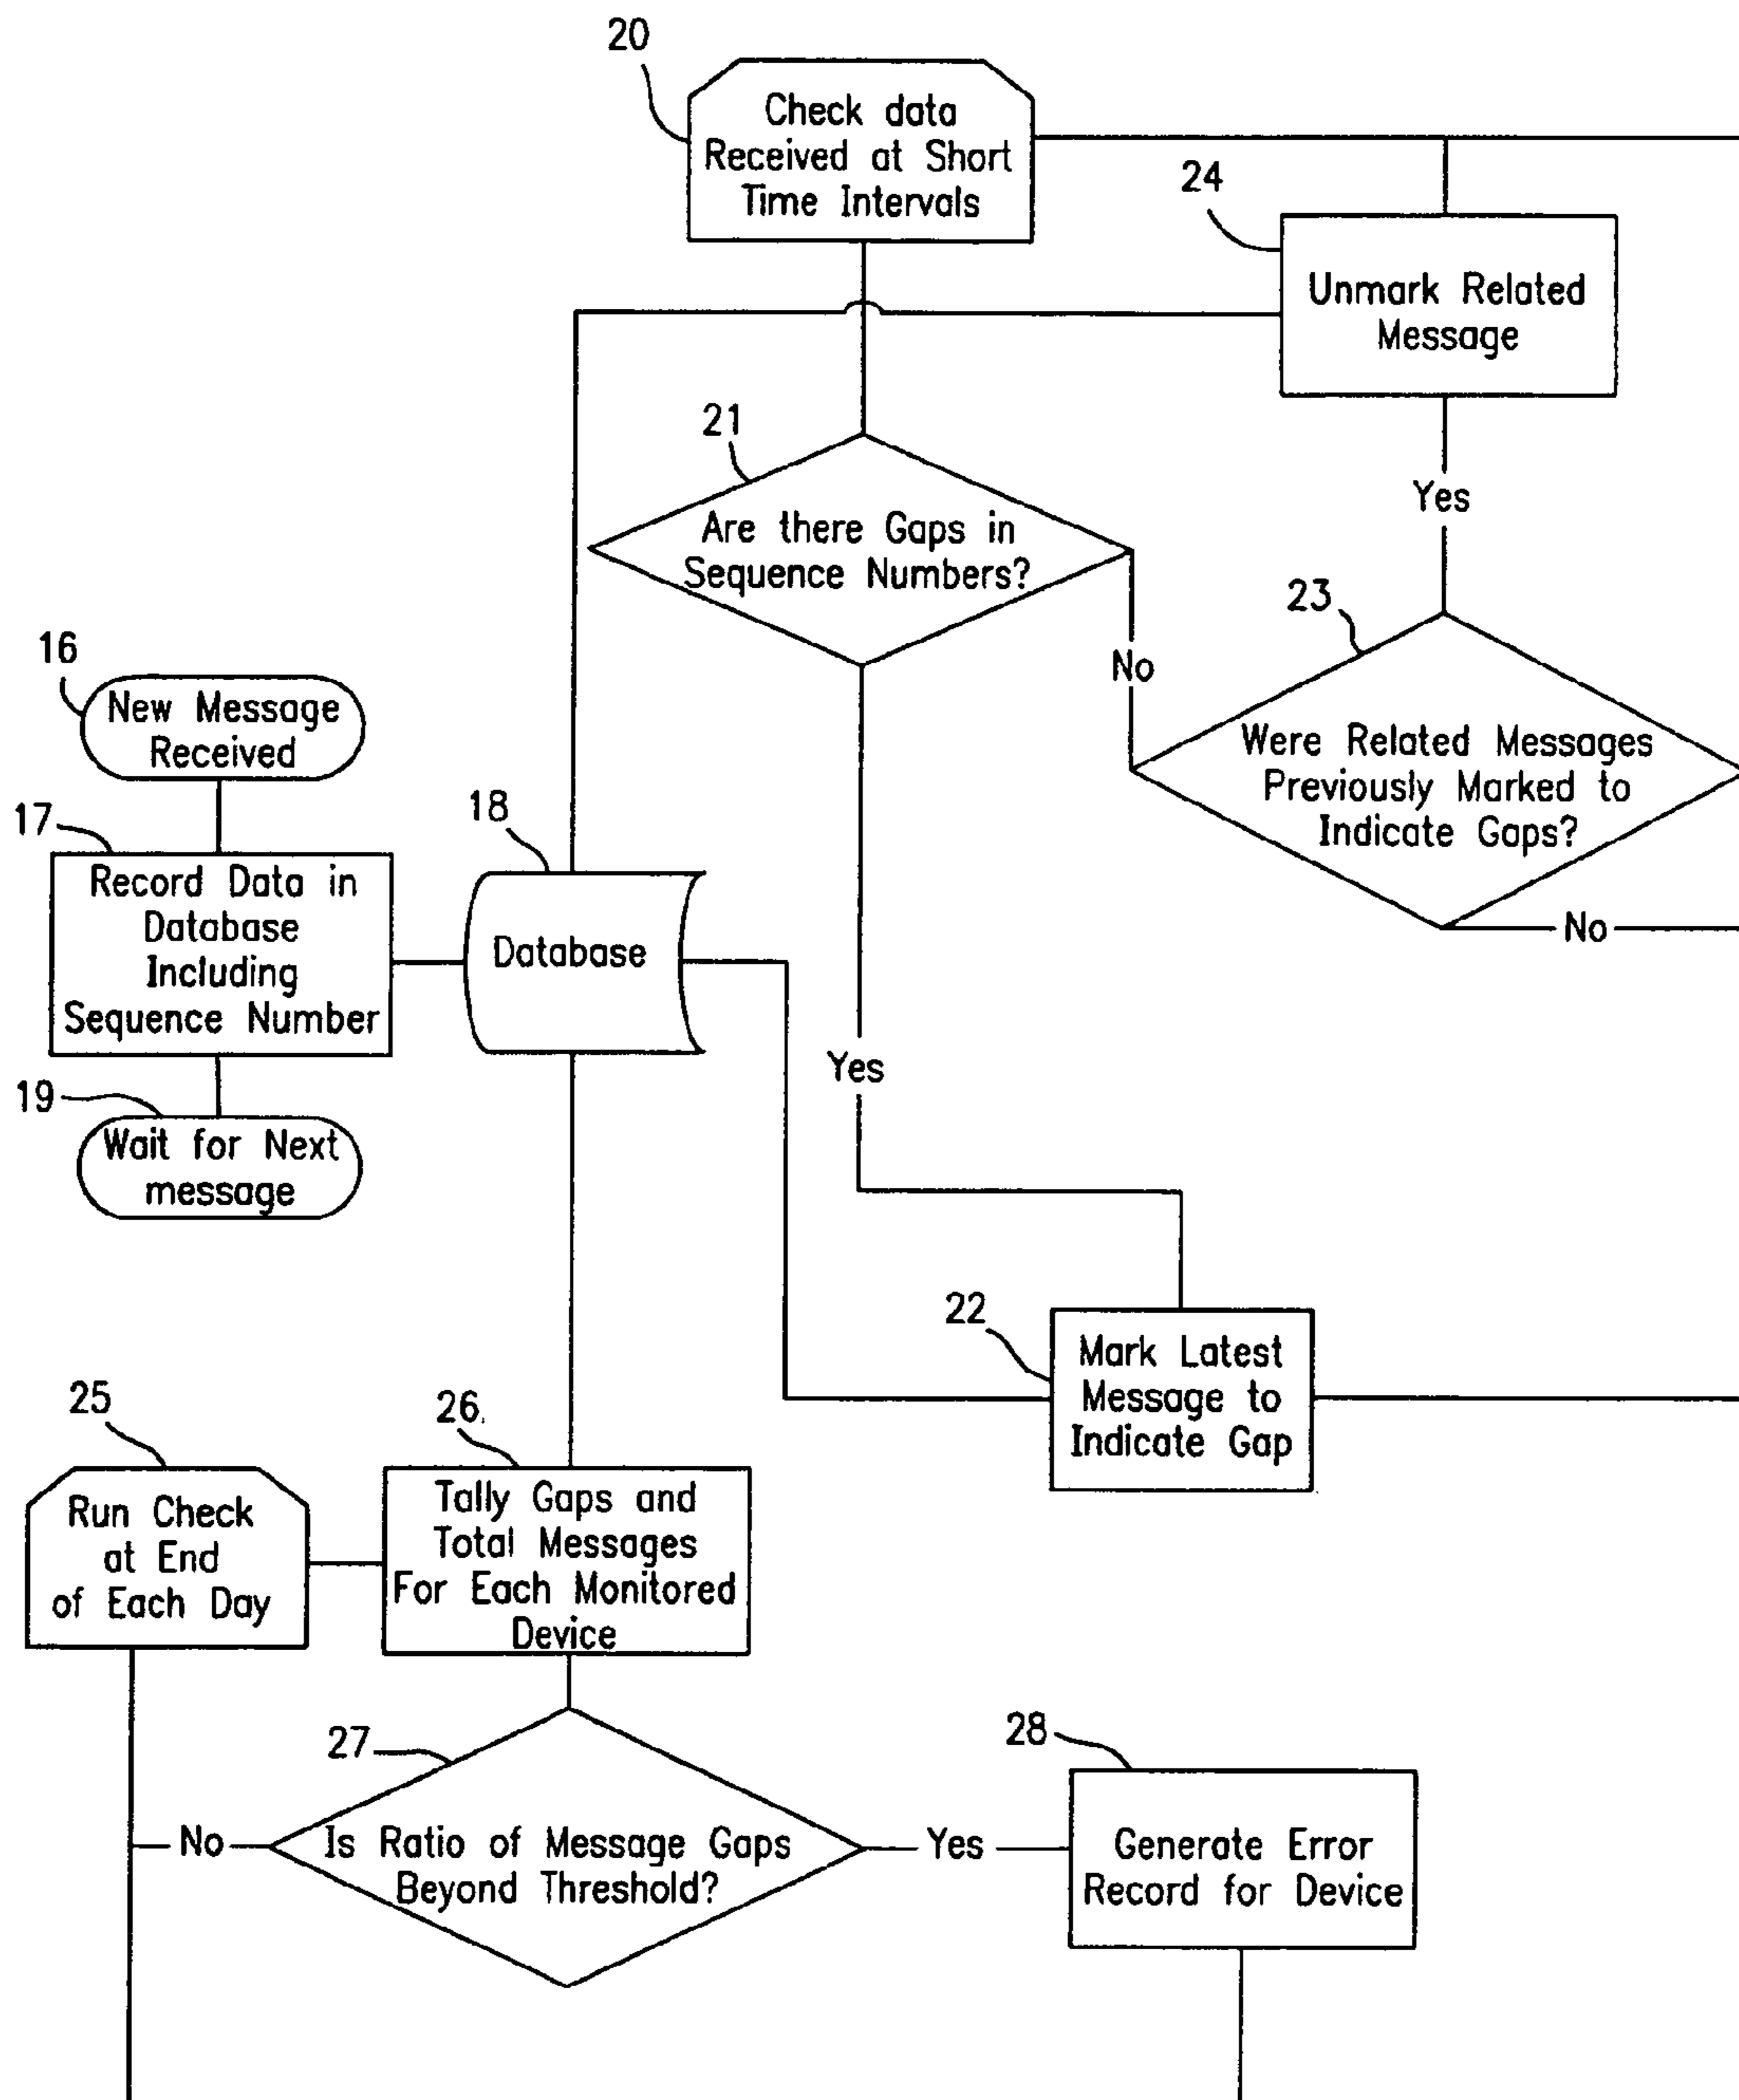 20
Check data
Received at Short
Time Intervals
24
Unmark Related
Message
21
Are there Gaps in
Sequence Numbers?
Yes
No
23
Were Related Messages
Previously Marked to
Indicate Gaps?
No
16
New Message
Received
17
Record Data in
Database
Including
Sequence Number
18
Database
19
Wait for Next
message
Yes
22
Mark Latest
Message to
Indicate Gap
25
Run Check
at End
of Each Day
26
Tally Gaps and
Total Messages
For Each Monitored
Device
27
Is Ratio of Message Gaps
Beyond Threshold?
No
Yes
28
Generate Error
Record for Device